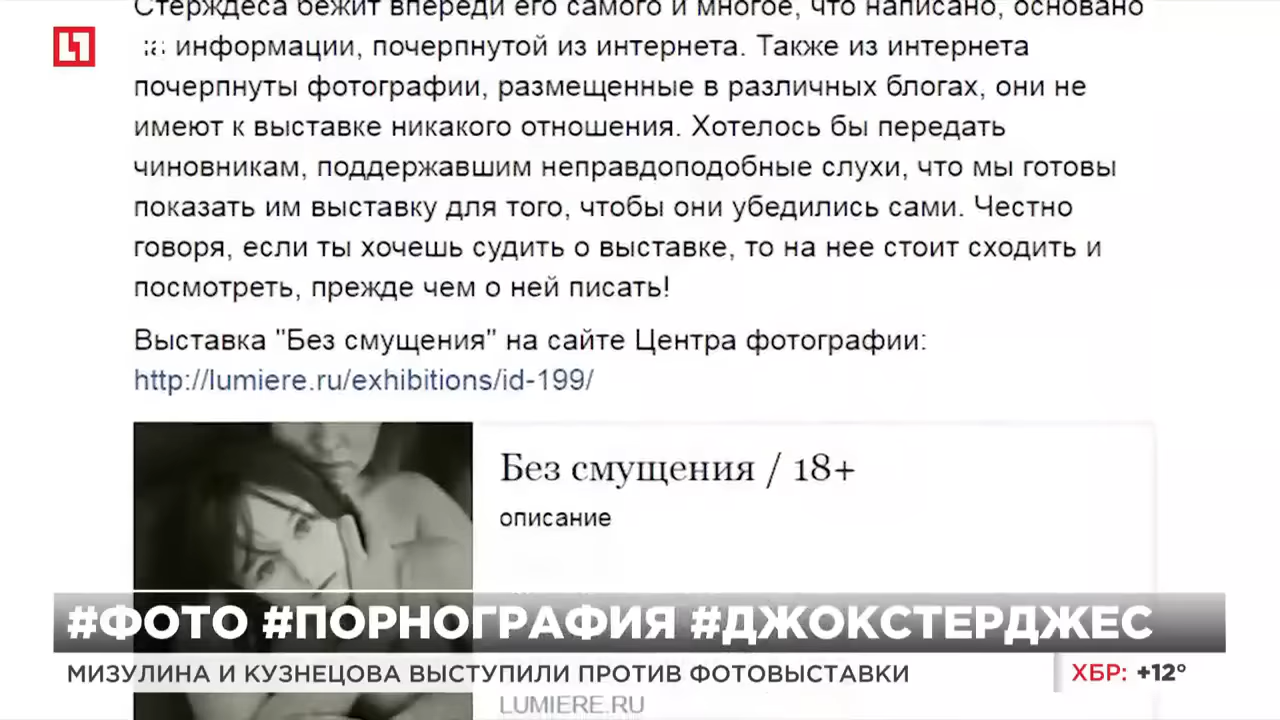 Стерждеса бежит впереди его самого и многое, что написано, основано
на информации, почерпнутой из интернета. Также из интернета
почерпнуты фотографии, размещенные в различных блогах, они не
имеют к выставке никакого отношения. Хотелось бы передать
чиновникам, поддержавшим неправдоподобные слухи, что мы готовы
показать им выставку для того, чтобы они убедились сами. Честно
говоря, если ты хочешь судить о выставке, то на нее стоит сходить и
посмотреть, прежде чем о ней писать!
Выставка "Без смущения" на сайте Центра фотографии:
http://lumiere.ru/exhibitions/id-199/
Без смущения / 18+
описание
#ФОТО #ПОРНОГРАФИЯ #ДЖОКСТЕРДЖЕС
МИЗУЛИНА И КУЗНЕЦОВА ВЫСТУПИЛИ ПРОТИВ ФОТОВЫСТАВКИ
ХБР: +12°
LUMIERE.RU